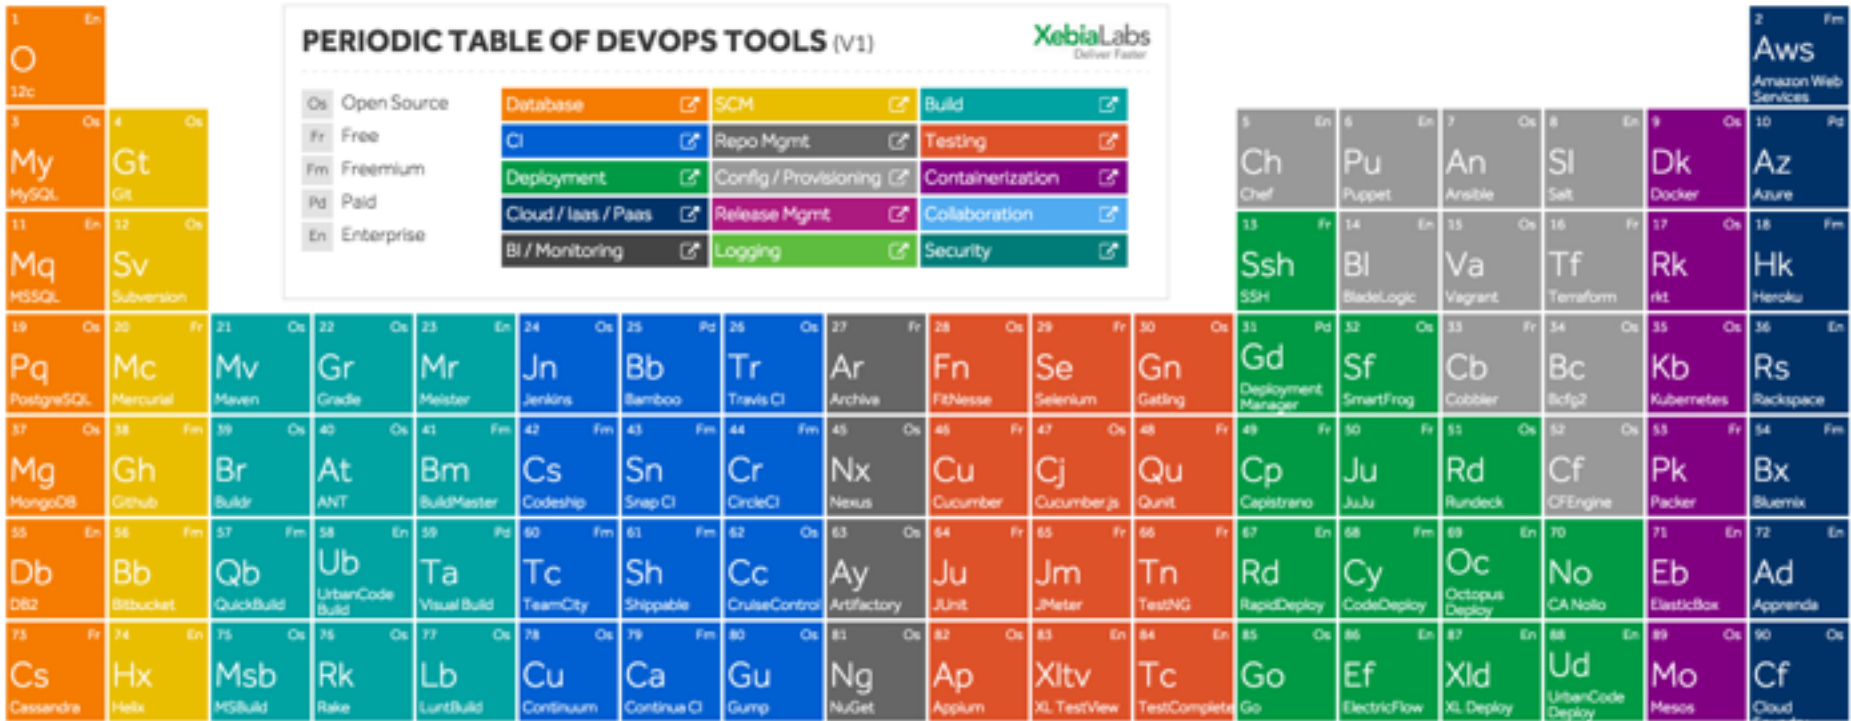 PERIODIC TABLE OF DEVOPS TOOLS (V1)
XebiaLabs
Deliver Faster
Os Open Source
Fr Free
Fm Freemium
Pd Paid
En Enterprise
Database SCM Build
CI Repo Mgmt Testing
Deployment Config / Provisioning Containerization
Cloud / Iaas / Paas Release Mgmt Collaboration
BI / Monitoring Logging Security
1 En 2 Fm
O Aws
12c Amazon Web Services
3 Os 4 Os 5 En 6 En 7 Os 8 En 9 Os 10 Pd
My Gt Ch Pu An Sl Dk Az
MySQL Git Chef Puppet Ansible Salt Docker Azure
11 En 12 Os 13 Fr 14 En 15 Os 16 Fr 17 Os 18 Fm
Mq Sv Ssh Bl Va Tf Rk Hk
MSSQL Subversion SSH BladeLogic Vagrant Terraform rkt Heroku
19 Os 20 Fr 21 Os 22 Os 23 En 24 Os 25 Pd 26 Os 27 Fr 28 Os 29 Fr 30 Os 31 Pd 32 Os 33 Fr 34 Os 35 Os 36 En
Pq Mc Mv Gr Mr Jn Bb Tr Ar Fn Se Gn Gd Sf Cb Bc Kb Rs
PostgreSQL Mercurial Maven Gradle Meister Jenkins Bamboo Travis CI Archiva FitNesse Selenium Gatling Deployment Manager SmartFrog Cobbler Bcfg2 Kubernetes Rackspace
37 Os 38 Fm 39 Os 40 Os 41 Fm 42 Fm 43 Fm 44 Fm 45 Os 46 Fr 47 Os 48 Fr 49 Fr 50 Fr 51 Os 52 Os 53 Fr 54 Fm
Mg Gh Br At Bm Cs Sn Cr Nx Cu Cj Qu Cp Ju Rd Cf Pk Bx
MongoDB Github Buildr ANT BuildMaster Codeship Snap CI CircleCI Nexus Cucumber Cucumber.js Qunit Capistrano JuJu Rundeck CFEngine Packer Bluemix
55 En 56 Fm 57 Fm 58 En 59 Pd 60 Fm 61 Fm 62 Os 63 Os 64 Fr 65 Fr 66 Fr 67 En 68 Fm 69 En 70 71 En 72 En
Db Bb Qb Ub Ta Tc Sh Cc Ay Ju Jm Tn Rd Cy Oc No Eb Ad
DB2 Bitbucket QuickBuild UrbanCode Build Visual Build TeamCity Shippable CruiseControl Artifactory JUnit JMeter TestNG RapidDeploy CodeDeploy Octopus Deploy CA Nolio ElasticBox Apprenda
73 Fr 74 En 75 Os 76 Os 77 Os 78 Os 79 Fm 80 Os 81 Os 82 Os 83 En 84 En 85 Os 86 En 87 En 88 En 89 Os 90 Os
Cs Hx Msb Rk Lb Cu Ca Gu Ng Ap Xltv Tc Go Ef Xld Ud Mo Cf
Cassandra Helix MSBuild Rake LuntBuild Continuum Continua CI Gump NuGet Appium XL TestView TestComplete Go ElectricFlow XL Deploy UrbanCode Deploy Mesos Cloud